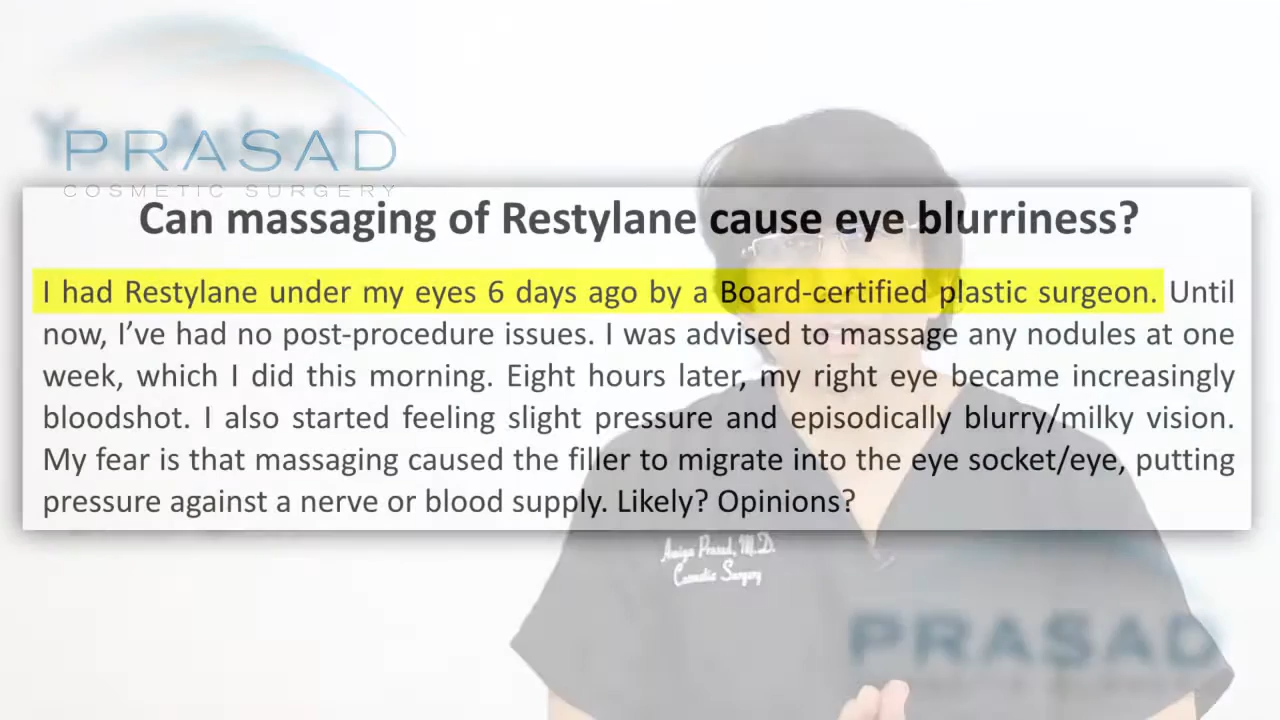 PRASAD
COSMETIC SURGERY
Can massaging of Restylane cause eye blurriness?
I had Restylane under my eyes 6 days ago by a Board-certified plastic surgeon. Until
now, I’ve had no post-procedure issues. I was advised to massage any nodules at one
week, which I did this morning. Eight hours later, my right eye became increasingly
bloodshot. I also started feeling slight pressure and episodically blurry/milky vision.
My fear is that massaging caused the filler to migrate into the eye socket/eye, putting
pressure against a nerve or blood supply. Likely? Opinions?
Amiya Prasad, M.D.
Cosmetic Surgery
PRASAD